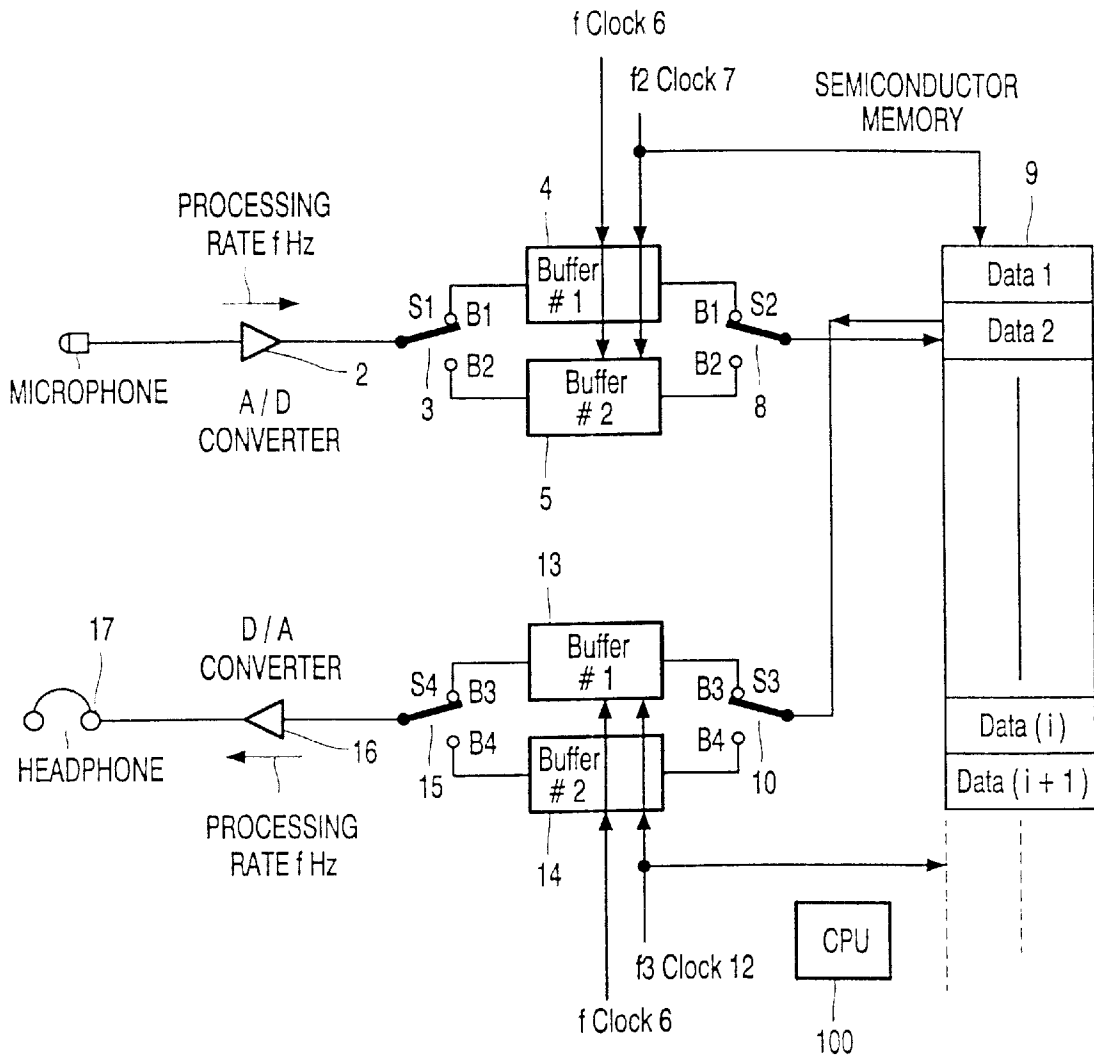 f Clock 6
f2 Clock 7
SEMICONDUCTOR
MEMORY
PROCESSING
RATE f Hz
4
9
Buffer
# 1
Data 1
Data 2
S1
B1
B2
B1
S2
B2
MICROPHONE
2
A / D
CONVERTER
3
Buffer
# 2
8
5
13
17
D / A
CONVERTER
Buffer
# 1
S4
B3
B4
B3
S3
B4
HEADPHONE
16
15
Buffer
# 2
10
Data ( i )
Data ( i + 1 )
PROCESSING
RATE f Hz
14
CPU
f3 Clock 12
f Clock 6
100